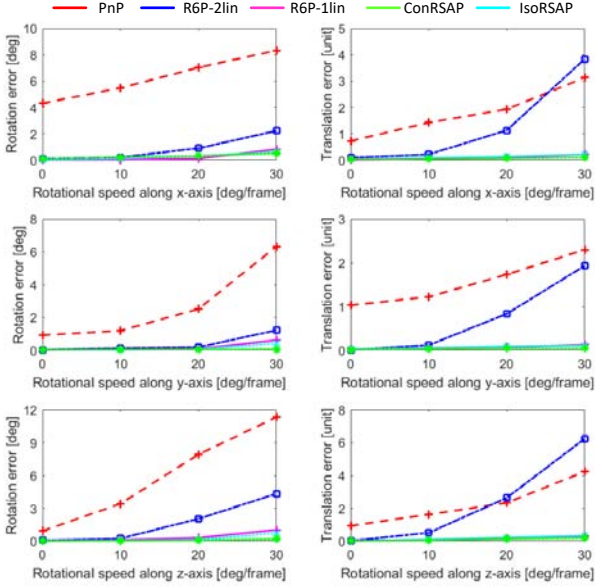 PnP R6P-2lin R6P-1lin ConRSAP IsoRSAP
Rotation error [deg]
10
8
6
4
2
0
0 10 20 30
Rotational speed along x-axis [deg/frame]
Translation error [unit]
5
4
3
2
1
0
0 10 20 30
Rotational speed along x-axis [deg/frame]
Rotation error [deg]
8
6
4
2
0
0 10 20 30
Rotational speed along y-axis [deg/frame]
Translation error [unit]
3
2
1
0
0 10 20 30
Rotational speed along y-axis [deg/frame]
Rotation error [deg]
12
9
6
3
0
0 10 20 30
Rotational speed along z-axis [deg/frame]
Translation error [unit]
8
6
4
2
0
0 10 20 30
Rotational speed along z-axis [deg/frame]